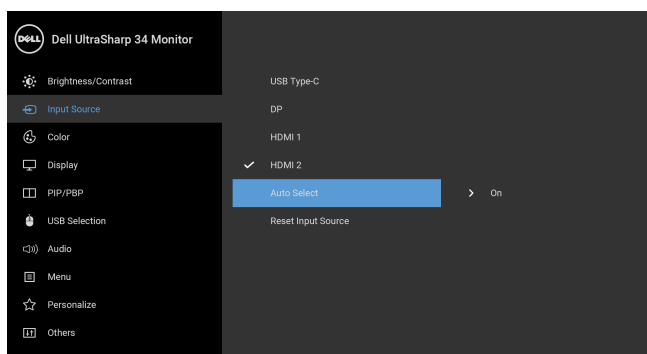 DELL Dell UltraSharp 34 Monitor
Brightness/Contrast
Input Source
Color
Display
PIP/PBP
USB Selection
Audio
Menu
Personalize
Others
USB Type-C
DP
HDMI 1
HDMI 2
Auto Select On
Reset Input Source